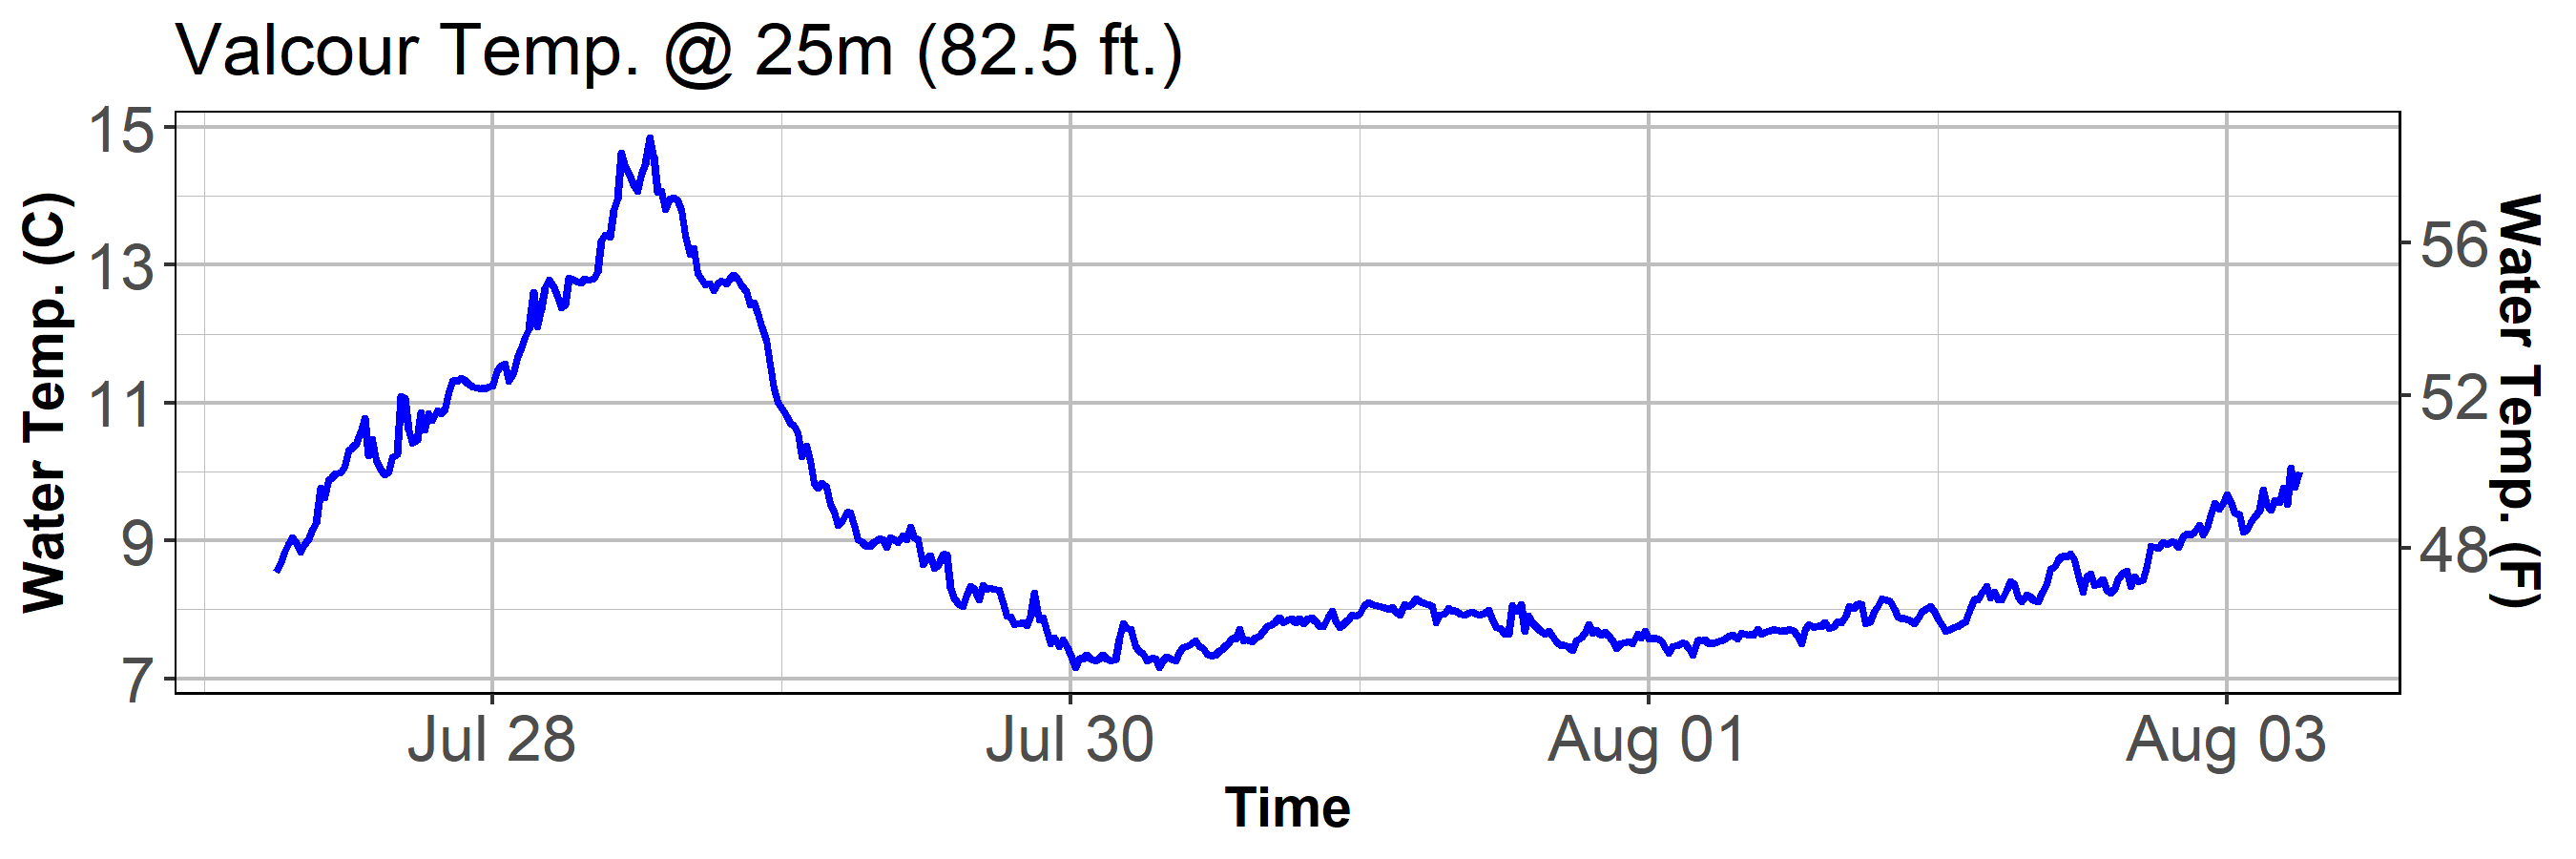 Valcour Temp. @ 25m (82.5 ft.)
Water Temp. (C)
15
13
11
9
7
56
52
48
Water Temp. (F)
Jul 28
Jul 30
Aug 01
Aug 03
Time